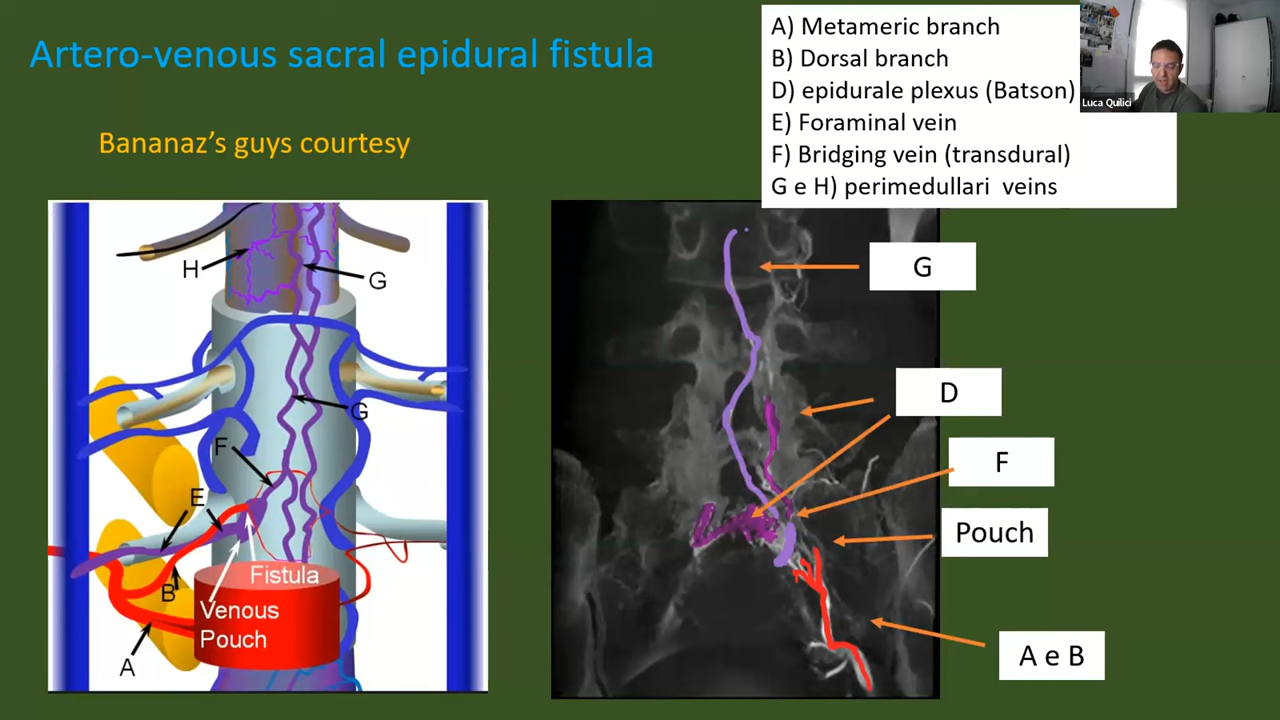 Artero-venous sacral epidural fistula
Bananaz's guys courtesy
A) Metameric branch
B) Dorsal branch
D) epidurale plexus (Batson)
E) Foraminal vein
F) Bridging vein (transdural)
G e H) perimedullari veins
Luca Quilici
H
G
G
F
E
B
A
Fistula
Venous
Pouch
G
D
F
Pouch
A e B